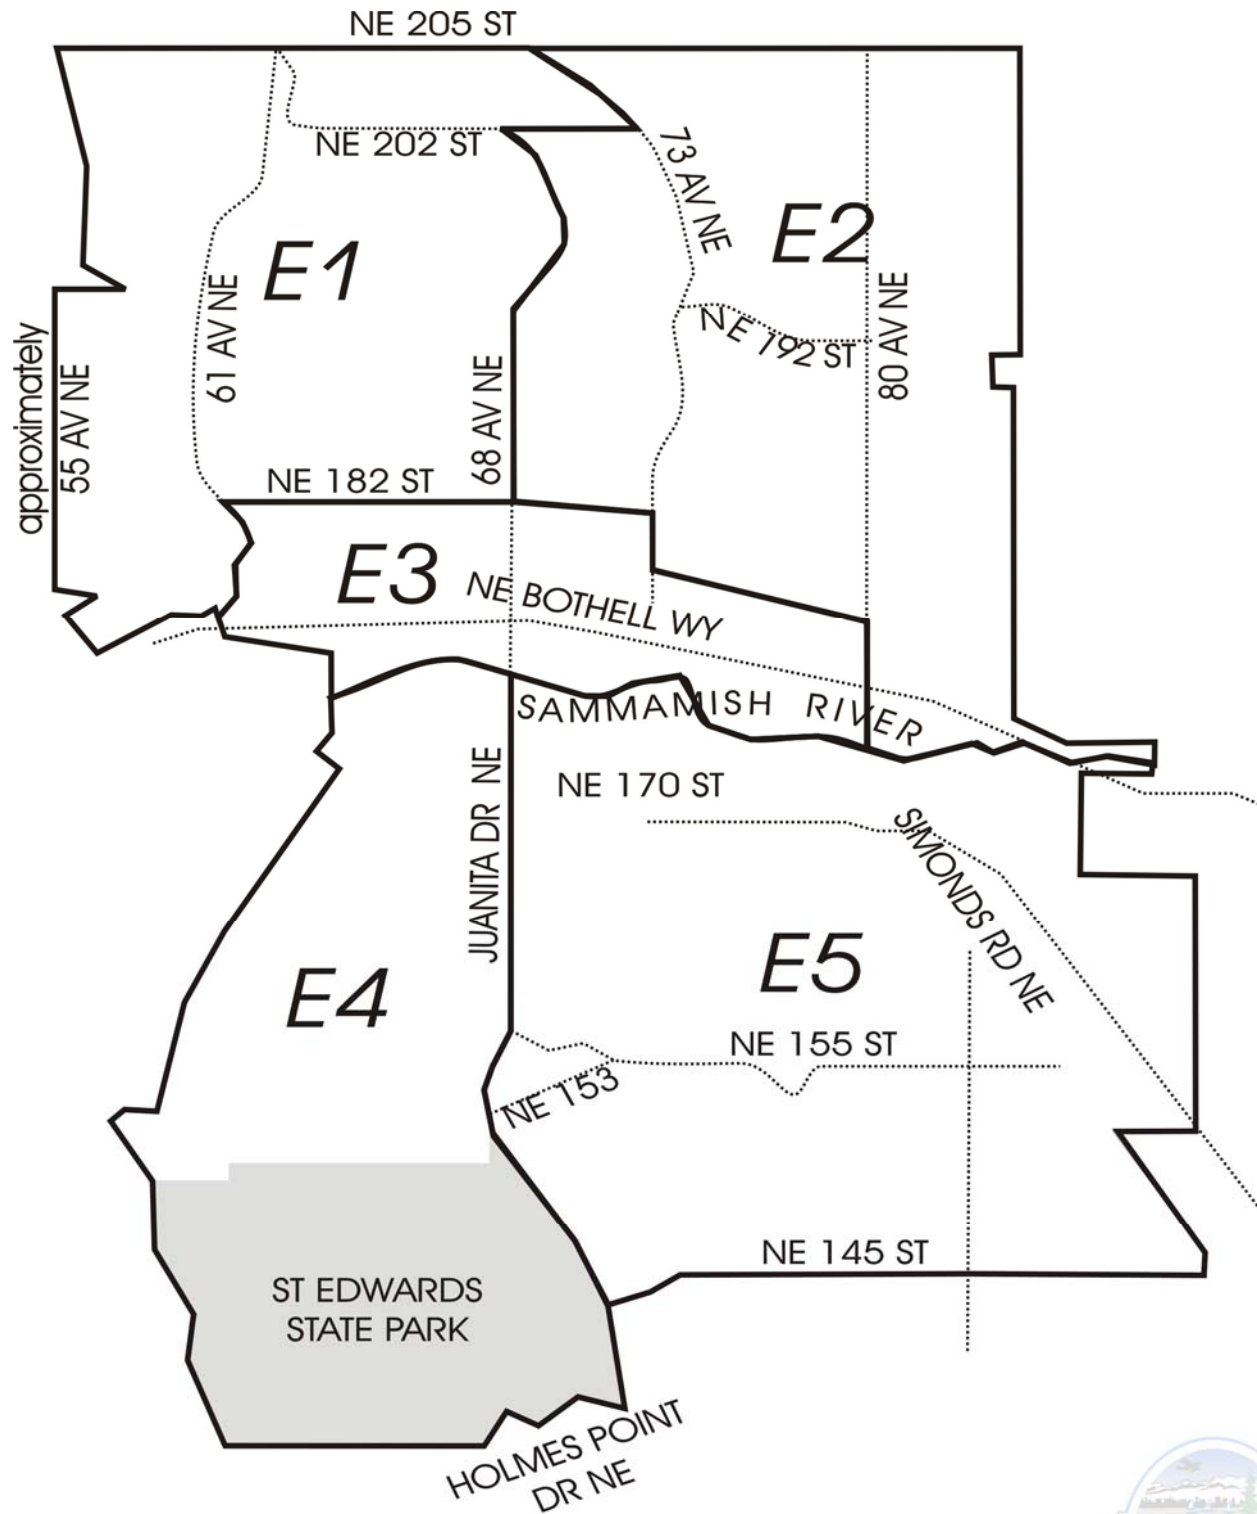 NE 205 ST
NE 202 ST
73 AV NE
E2
E1
61 AV NE
80 AV NE
NE 192 ST
approximately
55 AV NE
68 AV NE
NE 182 ST
E3
NE BOTHELL WY
SAMMAMISH RIVER
JUANITA DR NE
NE 170 ST
SIMONDS RD NE
E5
E4
NE 155 ST
NE 153
NE 145 ST
ST EDWARDS
STATE PARK
HOLMES POINT
DR NE